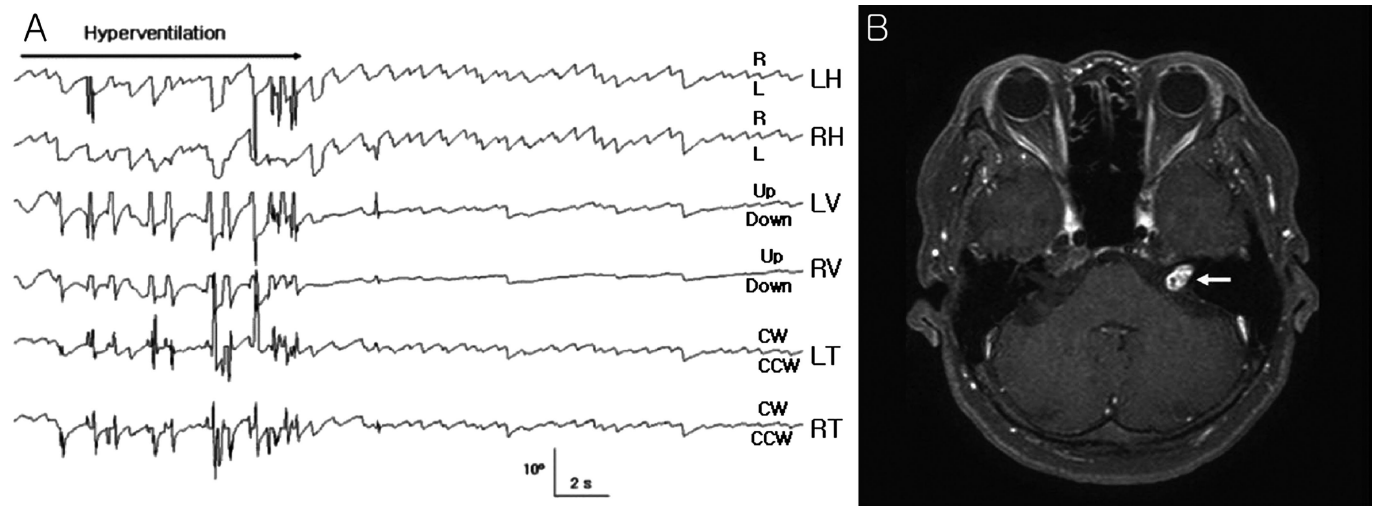 A
Hyperventilation
R
L
LH
R
L
RH
Up
Down
LV
Up
Down
RV
CW
CCW
LT
CW
CCW
RT
10°
2 s
B